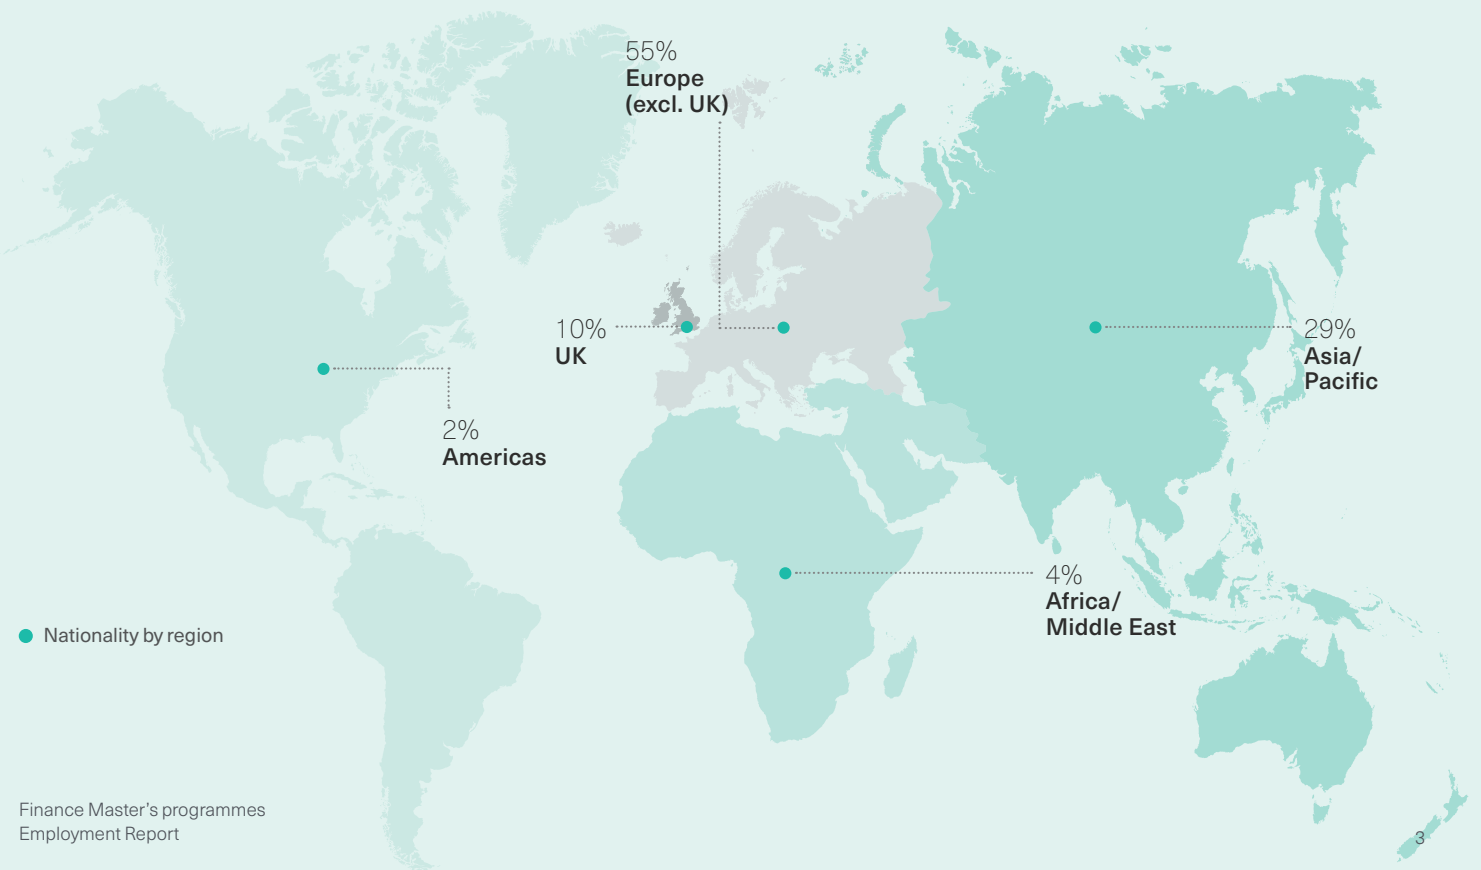 55%
Europe
(excl. UK)
10%
UK
29%
Asia/
Pacific
2%
Americas
4%
Africa/
Middle East
Nationality by region
Finance Master’s programmes
Employment Report
3